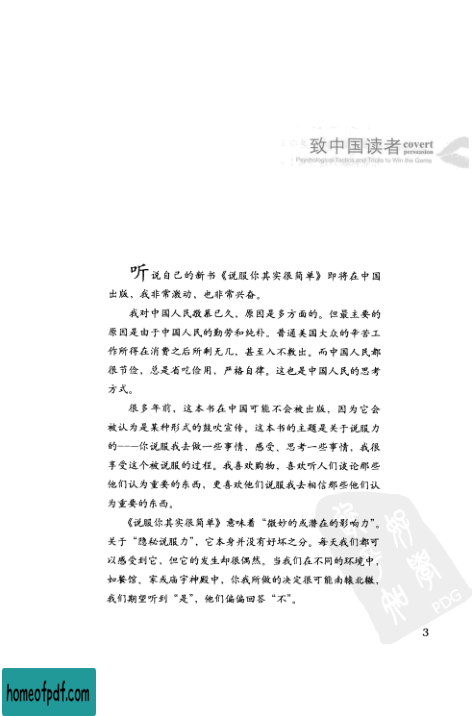 致中国读者 covert
persuasion
Psychological Tactics and Tricks to Win the Game
听说自己的新书《说服你其实很简单》即将在中国
出版，我非常激动，也非常兴奋。
我对中国人民敬慕已久，原因是多方面的。但最主要的
原因是由于中国人民的勤劳和纯朴。普通美国大众的辛苦工
作所得在消费之后所剩无几，甚至入不敷出。而中国人民都
很节俭，总是省吃俭用，严格自律。这也是中国人民的思考
方式。
很多年前，这本书在中国可能不会被出版，因为它会
被认为是某种形式的鼓吹宣传。这本书的主题是关于说服力
的——你说服我去做一些事情，感受、思考一些事情，我很
享受这个被说服的过程。我喜欢购物，喜欢听人们谈论那些
他们认为重要的东西，更喜欢他们说服我去相信那些他们认
为重要的东西。
《说服你其实很简单》意味着“微妙的或潜在的影响力”。
关于“隐秘说服力”，它本身并没有好坏之分。每天我们都可
以感受到它，但它的发生却很偶然。当我们在不同的环境中，
如餐馆、家或庙宇神殿中，你我所做的决定很可能南辕北辙，
我们期望听到“是”，他们偏偏回答“不”。
PDG
3
homeofpdf.com